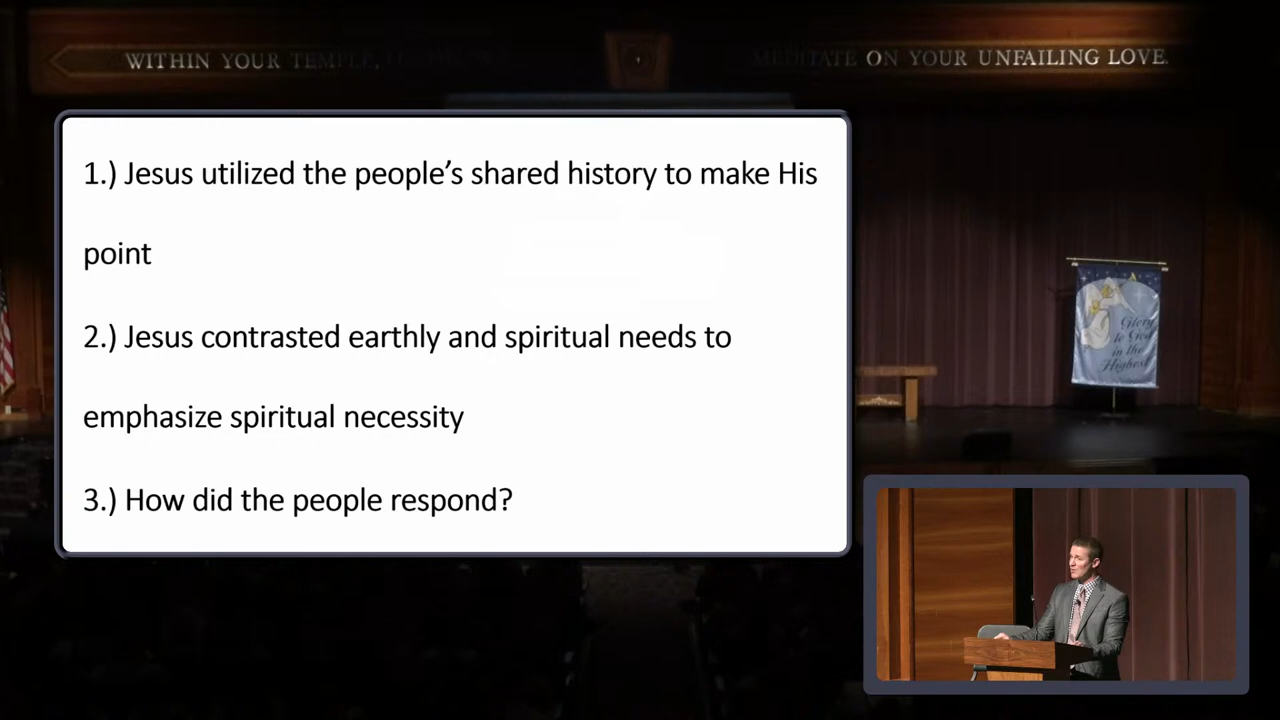 WITHIN YOUR TEMPLE,
MEDITATE ON YOUR UNFAILING LOVE.
1.) Jesus utilized the people’s shared history to make His
point
2.) Jesus contrasted earthly and spiritual needs to
emphasize spiritual necessity
3.) How did the people respond?
Glory
to God
in the
Highest